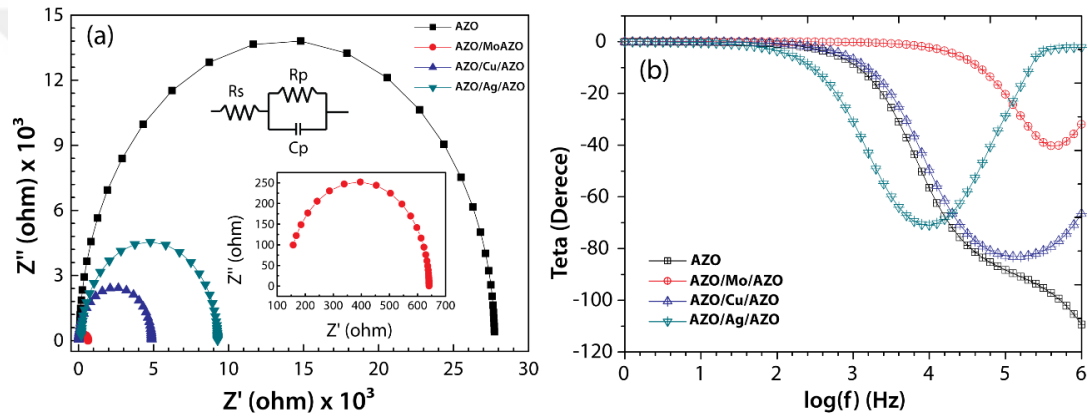 (a)
AZO
AZO/MoAZO
AZO/Cu/AZO
AZO/Ag/AZO
Rs
Rp
Cp
15
12
9
6
3
0
Z'' (ohm) x 10³
0
5
10
15
20
25
30
Z' (ohm) x 10³
250
200
150
100
50
0
Z'' (ohm)
100 200 300 400 500 600 700
Z' (ohm)
(b)
0
-20
-40
-60
-80
-100
-120
Teta (Derece)
AZO
AZO/Mo/AZO
AZO/Cu/AZO
AZO/Ag/AZO
0
1
2
3
4
5
6
log(f) (Hz)